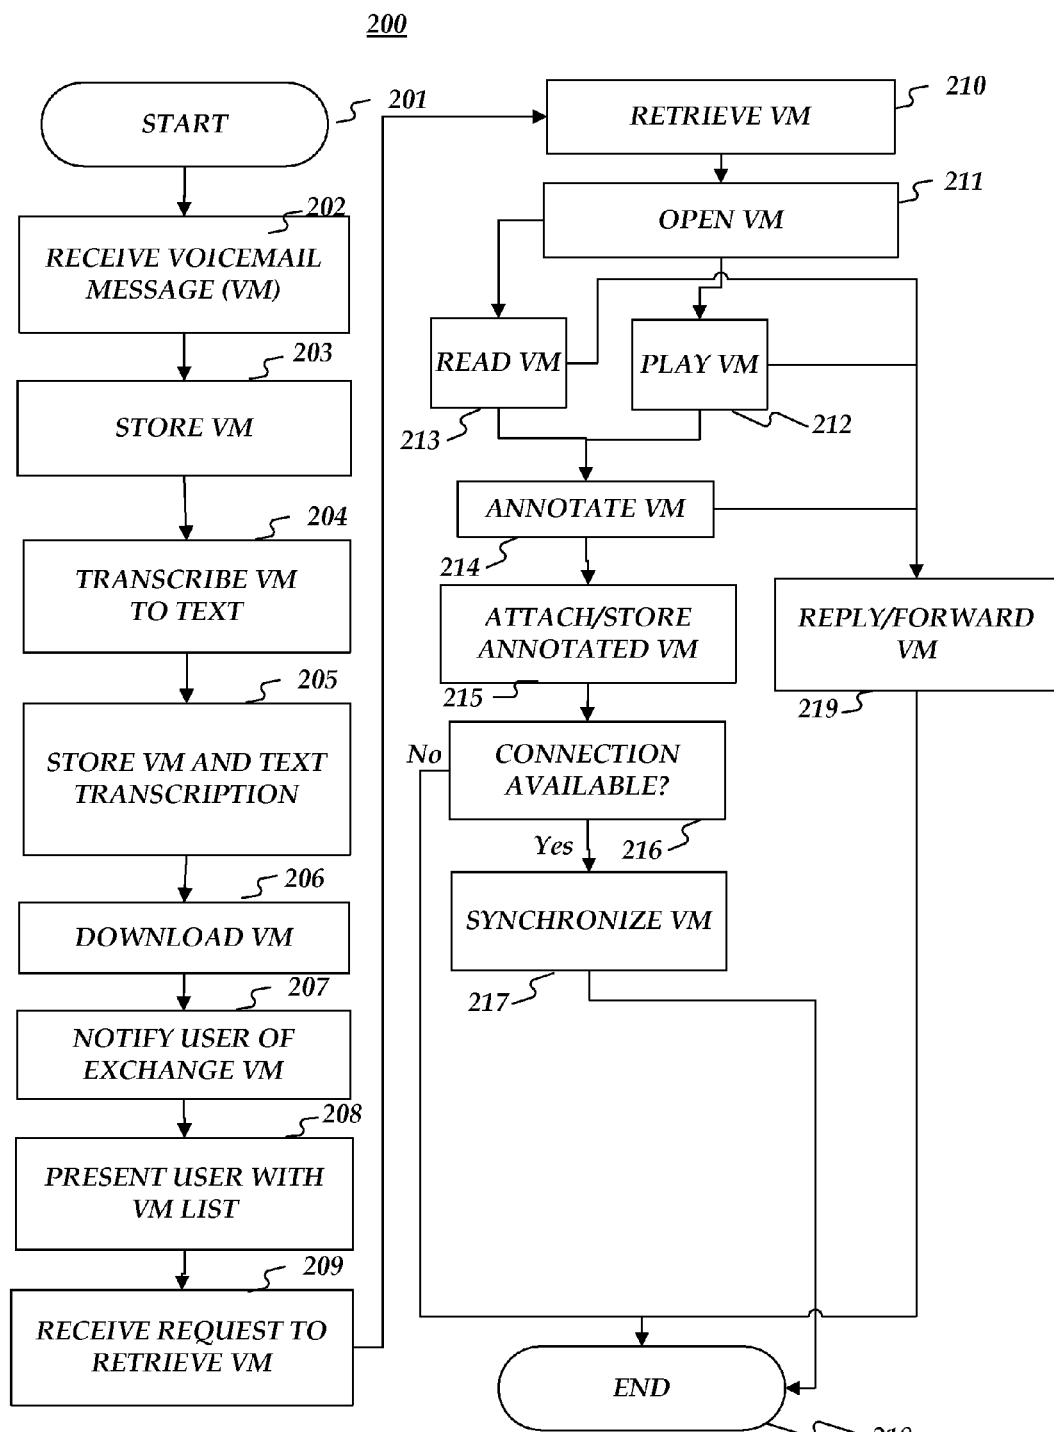 200
START
201
202
RECEIVE VOICEMAIL
MESSAGE (VM)
203
STORE VM
204
TRANSCRIBE VM
TO TEXT
205
STORE VM AND TEXT
TRANSCRIPTION
206
DOWNLOAD VM
207
NOTIFY USER OF
EXCHANGE VM
208
PRESENT USER WITH
VM LIST
209
RECEIVE REQUEST TO
RETRIEVE VM
210
RETRIEVE VM
211
OPEN VM
READ VM
213
PLAY VM
212
ANNOTATE VM
214
ATTACH/STORE
ANNOTATED VM
215
REPLY/FORWARD
VM
219
No
CONNECTION
AVAILABLE?
Yes
216
SYNCHRONIZE VM
217
END